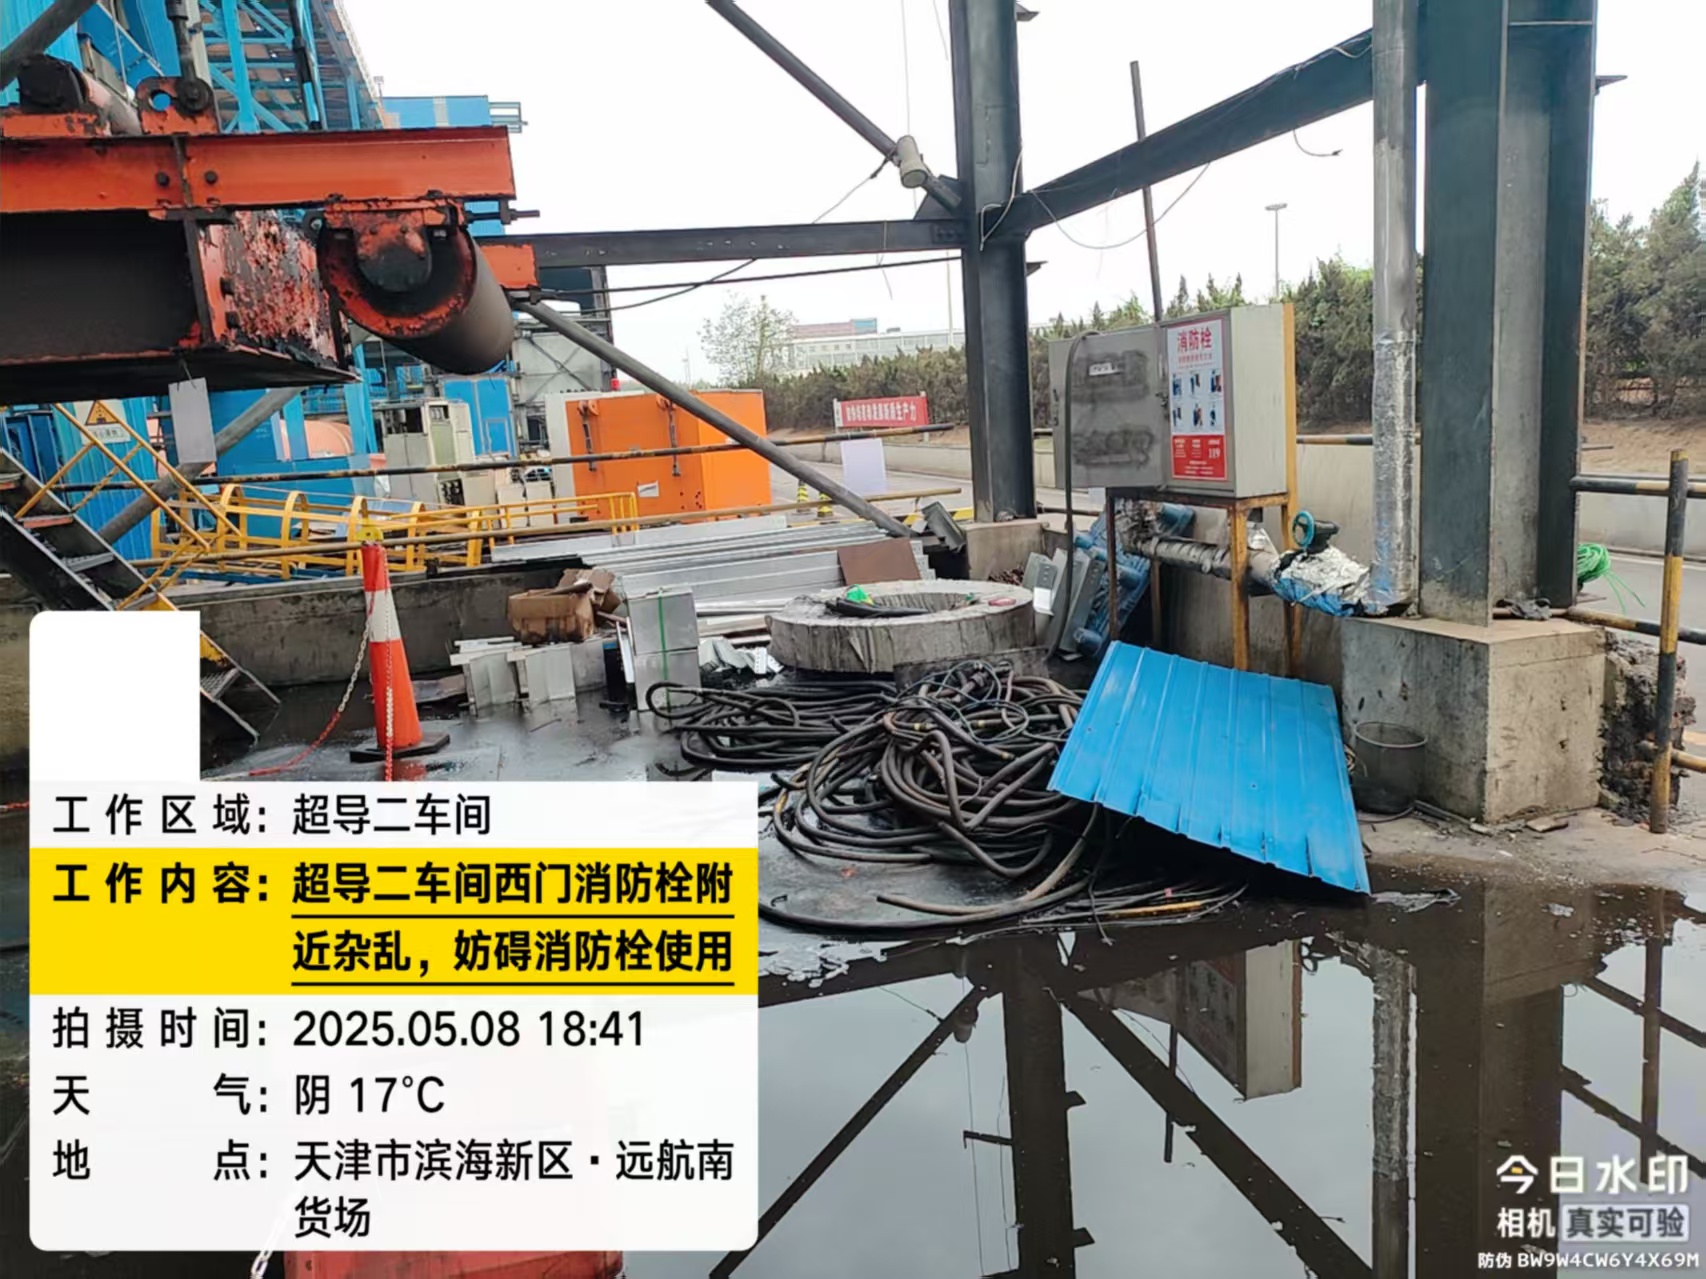 消防栓
119
工作区域：超导二车间
工作内容：超导二车间西门消防栓附
近杂乱，妨碍消防栓使用
拍摄时间：2025.05.08 18:41
天气：阴 17°C
地点：天津市滨海新区·远航南
货场
今日水印
相机 真实可验
防伪 BW9W4CW6Y4X69M